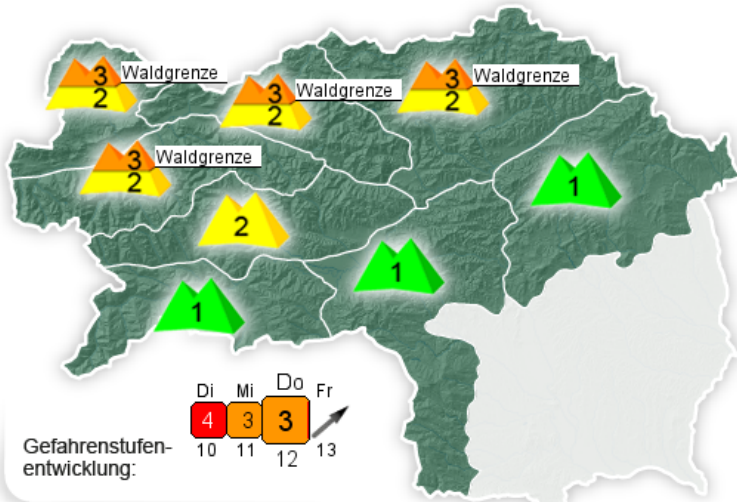 3 Waldgrenze
2
3 Waldgrenze
2
3 Waldgrenze
2
3 Waldgrenze
2
1
2
1
1
Di Mi Do Fr
4 3 3
10 11 12 13
Gefahrenstufen-
entwicklung: